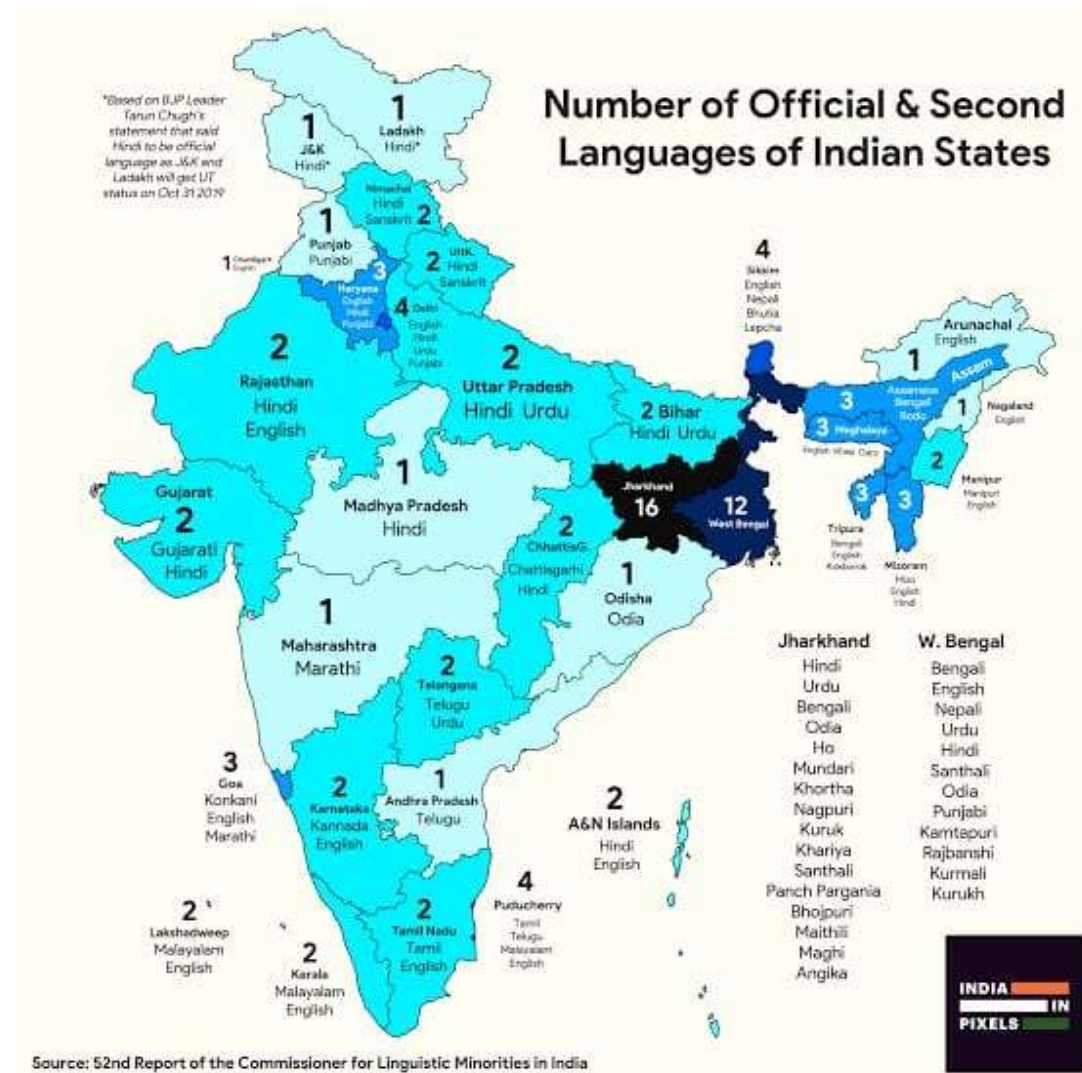 Number of Official & Second
Languages of Indian States
*Based on BJP Leader
Tarun Chugh's
statement that said
Hindi to be official
language as J&K and
Ladakh will get UT
status on Oct 31 2019
1
Ladakh
Hindi*
1
J&K
Hindi*
Himachal
Hindi
Sanskrit 2
1
Punjab
Punjabi
1 Chandigarh
English
2 Uttk.
Hindi
Sanskrit
3
Haryana
English
Hindi
Punjabi
4 Delhi
English
Hindi
Urdu
Punjabi
2
Rajasthan
Hindi
English
2
Uttar Pradesh
Hindi Urdu
2 Bihar
Hindi Urdu
4
Sikkim
English
Nepali
Bhutia
Lepcha
Arunachal
English
1
Assam
3
Assamese
Bengali
Bodo
1
Nagaland
English
3 Meghalaya
English Khasi Garo
2
Manipur
Manipuri
English
3
Tripura
Bengali
English
Kokborok
3
Mizoram
Mizo
English
Hindi
Gujarat
2
Gujarati
Hindi
1
Madhya Pradesh
Hindi
Jharkhand
16
12
West Bengal
2
ChhattisG.
Chattisgarhi
Hindi
1
Odisha
Odia
1
Maharashtra
Marathi
2
Telangana
Telugu
Urdu
3
Goa
Konkani
English
Marathi
2
Karnataka
Kannada
English
1
Andhra Pradesh
Telugu
2
A&N Islands
Hindi
English
2
Lakshadweep
Malayalam
English
2
Kerala
Malayalam
English
2
Tamil Nadu
Tamil
English
4
Puducherry
Tamil
Telugu
Malayalam
English
Jharkhand
Hindi
Urdu
Bengali
Odia
Ho
Mundari
Khortha
Nagpuri
Kuruk
Khariya
Santhali
Panch Pargania
Bhojpuri
Maithili
Maghi
Angika
W. Bengal
Bengali
English
Nepali
Urdu
Hindi
Santhali
Odia
Punjabi
Kamtapuri
Rajbanshi
Kurmali
Kurukh
INDIA
IN
PIXELS
Source: 52nd Report of the Commissioner for Linguistic Minorities in India